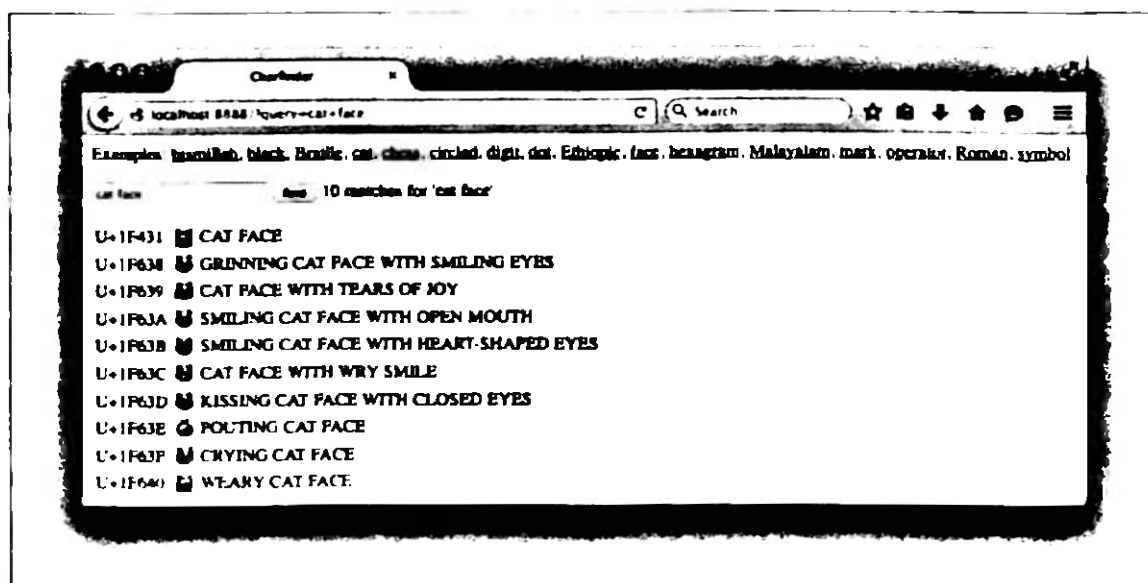 Charfinder ×
localhost:8888/?query=cat+face Search
Examples: bismillah, black, Braille, cat, chess, circled, digit, dot, Ethiopic, face, hexagram, Malayalam, mark, operator, Roman, symbol
cat face find 10 matches for 'cat face'
U+1F431 🐱 CAT FACE
U+1F638 😸 GRINNING CAT FACE WITH SMILING EYES
U+1F639 😹 CAT FACE WITH TEARS OF JOY
U+1F63A 😺 SMILING CAT FACE WITH OPEN MOUTH
U+1F63B 😻 SMILING CAT FACE WITH HEART-SHAPED EYES
U+1F63C 😼 CAT FACE WITH WRY SMILE
U+1F63D 😽 KISSING CAT FACE WITH CLOSED EYES
U+1F63E 😾 POUTING CAT FACE
U+1F63F 😿 CRYING CAT FACE
U+1F640 🙀 WEARY CAT FACE